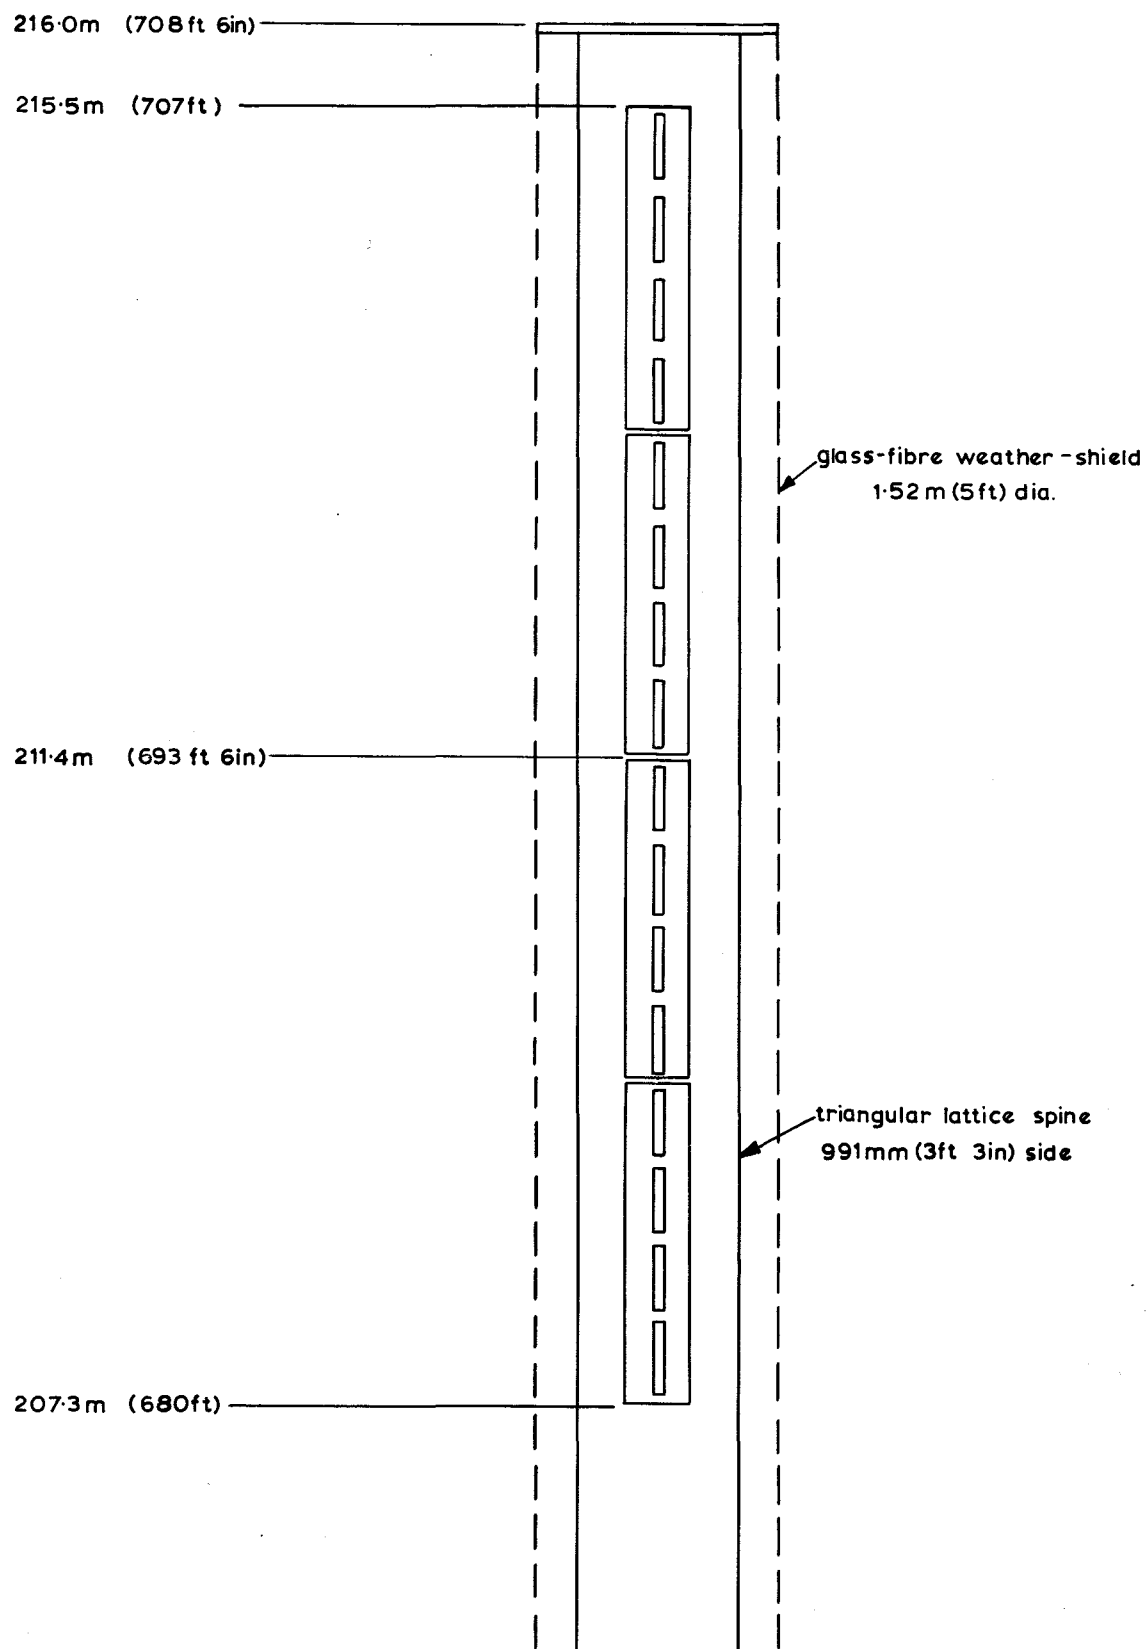 216·0m (708ft 6in)
215·5m (707ft)
glass-fibre weather-shield
1·52m (5ft) dia.
211·4m (693ft 6in)
triangular lattice spine
991mm (3ft 3in) side
207·3m (680ft)